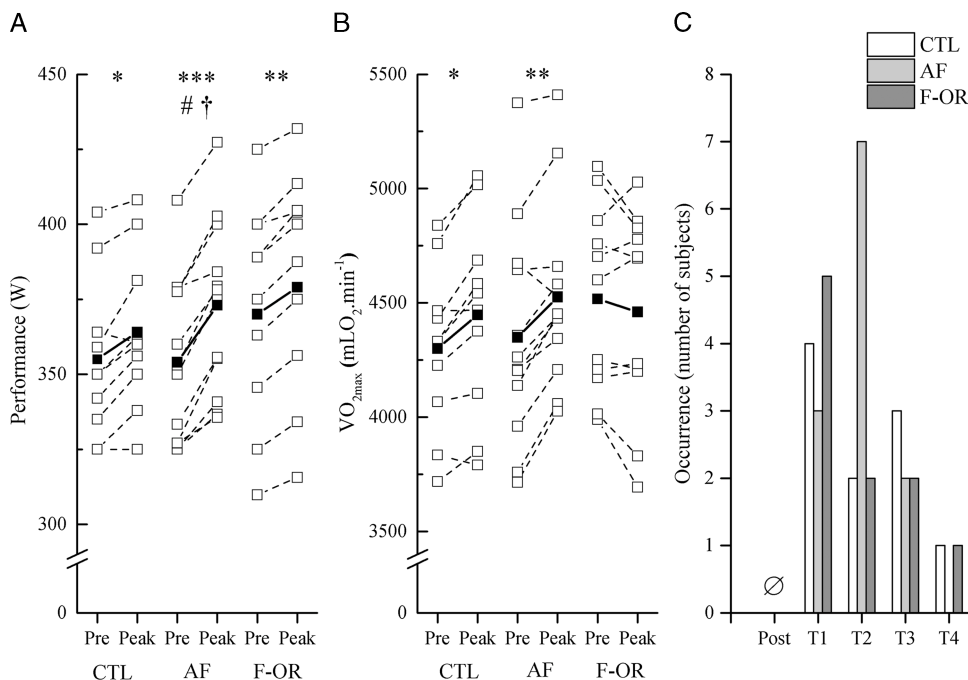 A
B
C
CTL
AF
F-OR
450
400
350
300
0
Performance (W)
*
***
**
# †
Pre
Peak
Pre
Peak
Pre
Peak
CTL
AF
F-OR
5500
5000
4500
4000
3500
0
VO2max (mLO2.min-1)
*
**
Pre
Peak
Pre
Peak
Pre
Peak
CTL
AF
F-OR
8
7
6
5
4
3
2
1
0
Occurrence (number of subjects)
∅
Post
T1
T2
T3
T4